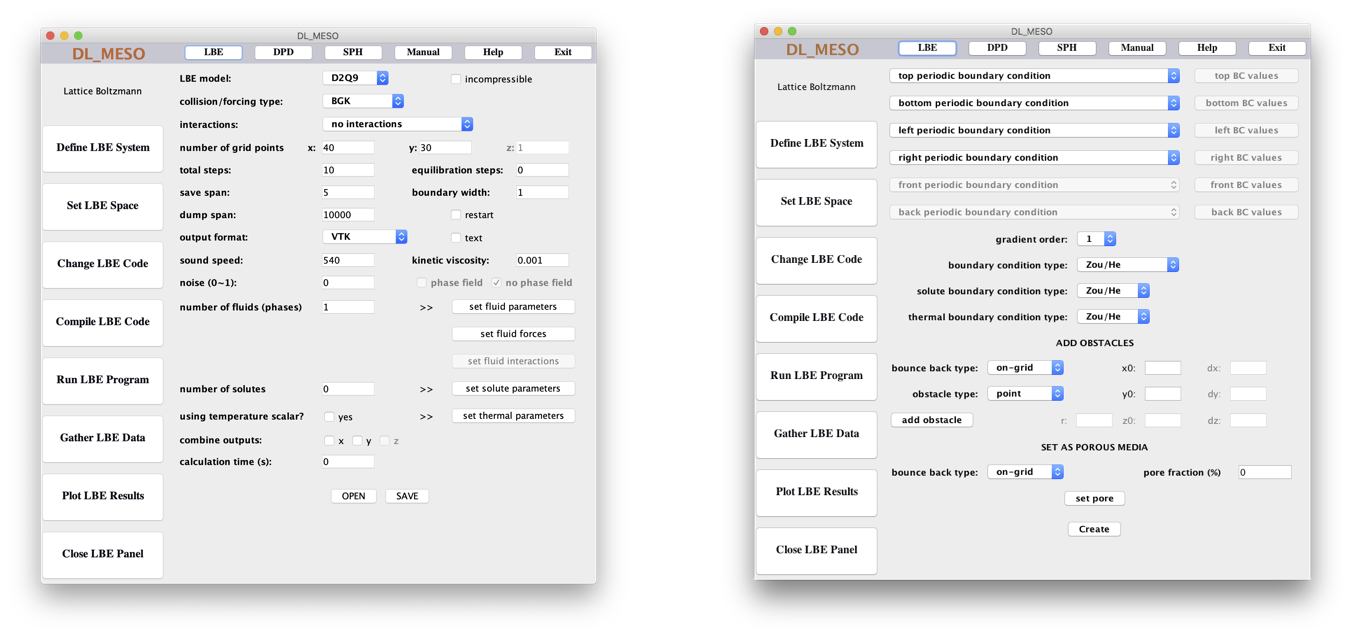 DL_MESO
DL_MESO LBE DPD SPH Manual Help Exit
Lattice Boltzmann
Define LBE System
Set LBE Space
Change LBE Code
Compile LBE Code
Run LBE Program
Gather LBE Data
Plot LBE Results
Close LBE Panel
LBE model: D2Q9 incompressible
collision/forcing type: BGK
interactions: no interactions
number of grid points x: 40 y: 30 z: 1
total steps: 10 equilibration steps: 0
save span: 5 boundary width: 1
dump span: 10000 restart
output format: VTK text
sound speed: 540 kinetic viscosity: 0.001
noise (0~1): 0 phase field no phase field
number of fluids (phases) 1 >> set fluid parameters
set fluid forces
set fluid interactions
number of solutes 0 >> set solute parameters
using temperature scalar? yes >> set thermal parameters
combine outputs: x y z
calculation time (s): 0
OPEN SAVE
DL_MESO
DL_MESO LBE DPD SPH Manual Help Exit
Lattice Boltzmann
Define LBE System
Set LBE Space
Change LBE Code
Compile LBE Code
Run LBE Program
Gather LBE Data
Plot LBE Results
Close LBE Panel
top periodic boundary condition top BC values
bottom periodic boundary condition bottom BC values
left periodic boundary condition left BC values
right periodic boundary condition right BC values
front periodic boundary condition front BC values
back periodic boundary condition back BC values
gradient order: 1
boundary condition type: Zou/He
solute boundary condition type: Zou/He
thermal boundary condition type: Zou/He
ADD OBSTACLES
bounce back type: on-grid x0: dx:
obstacle type: point y0: dy:
add obstacle r: z0: dz:
SET AS POROUS MEDIA
bounce back type: on-grid pore fraction (%) 0
set pore
Create